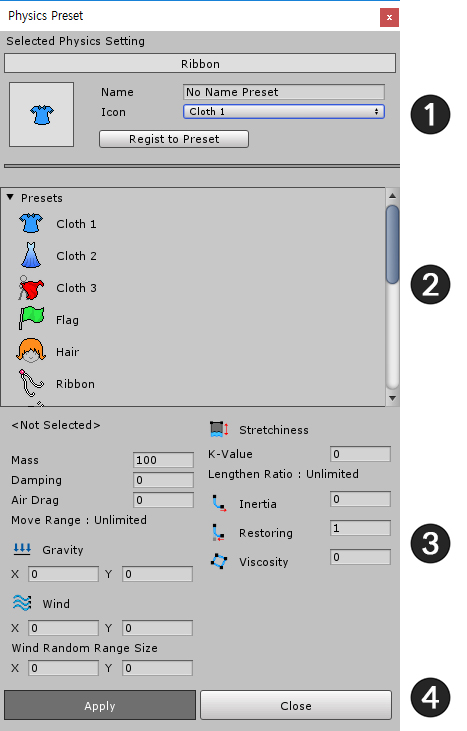 Physics Preset
x
Selected Physics Setting
Ribbon
Name No Name Preset
Icon Cloth 1
Regist to Preset
1
Presets
Cloth 1
Cloth 2
Cloth 3
Flag
Hair
Ribbon
2
<Not Selected>
Mass 100
Damping 0
Air Drag 0
Move Range : Unlimited
Gravity
X 0 Y 0
Wind
X 0 Y 0
Wind Random Range Size
X 0 Y 0
Stretchiness
K-Value 0
Lengthen Ratio : Unlimited
Inertia 0
Restoring 1
Viscosity 0
3
Apply Close
4